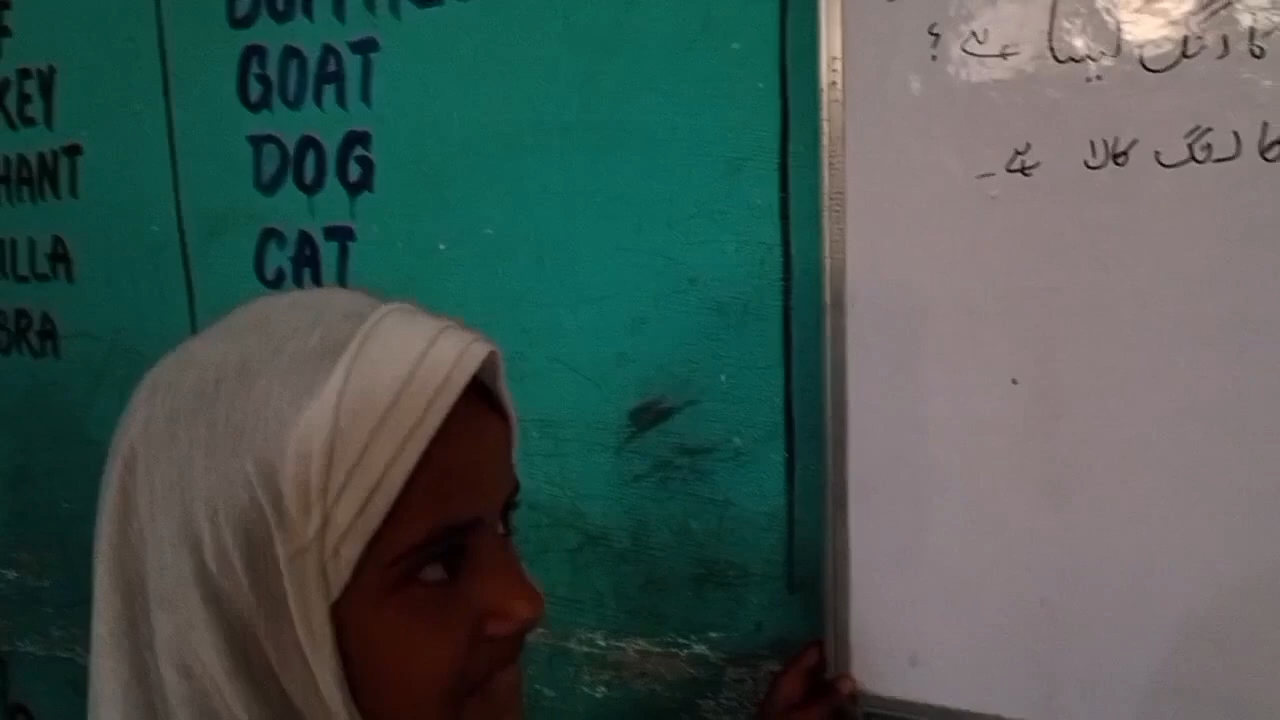 KEY
HANT
ILLA
BRA
GOAT
DOG
CAT
کا رنگ کیسا ہے؟
کا رنگ کالا ہے۔